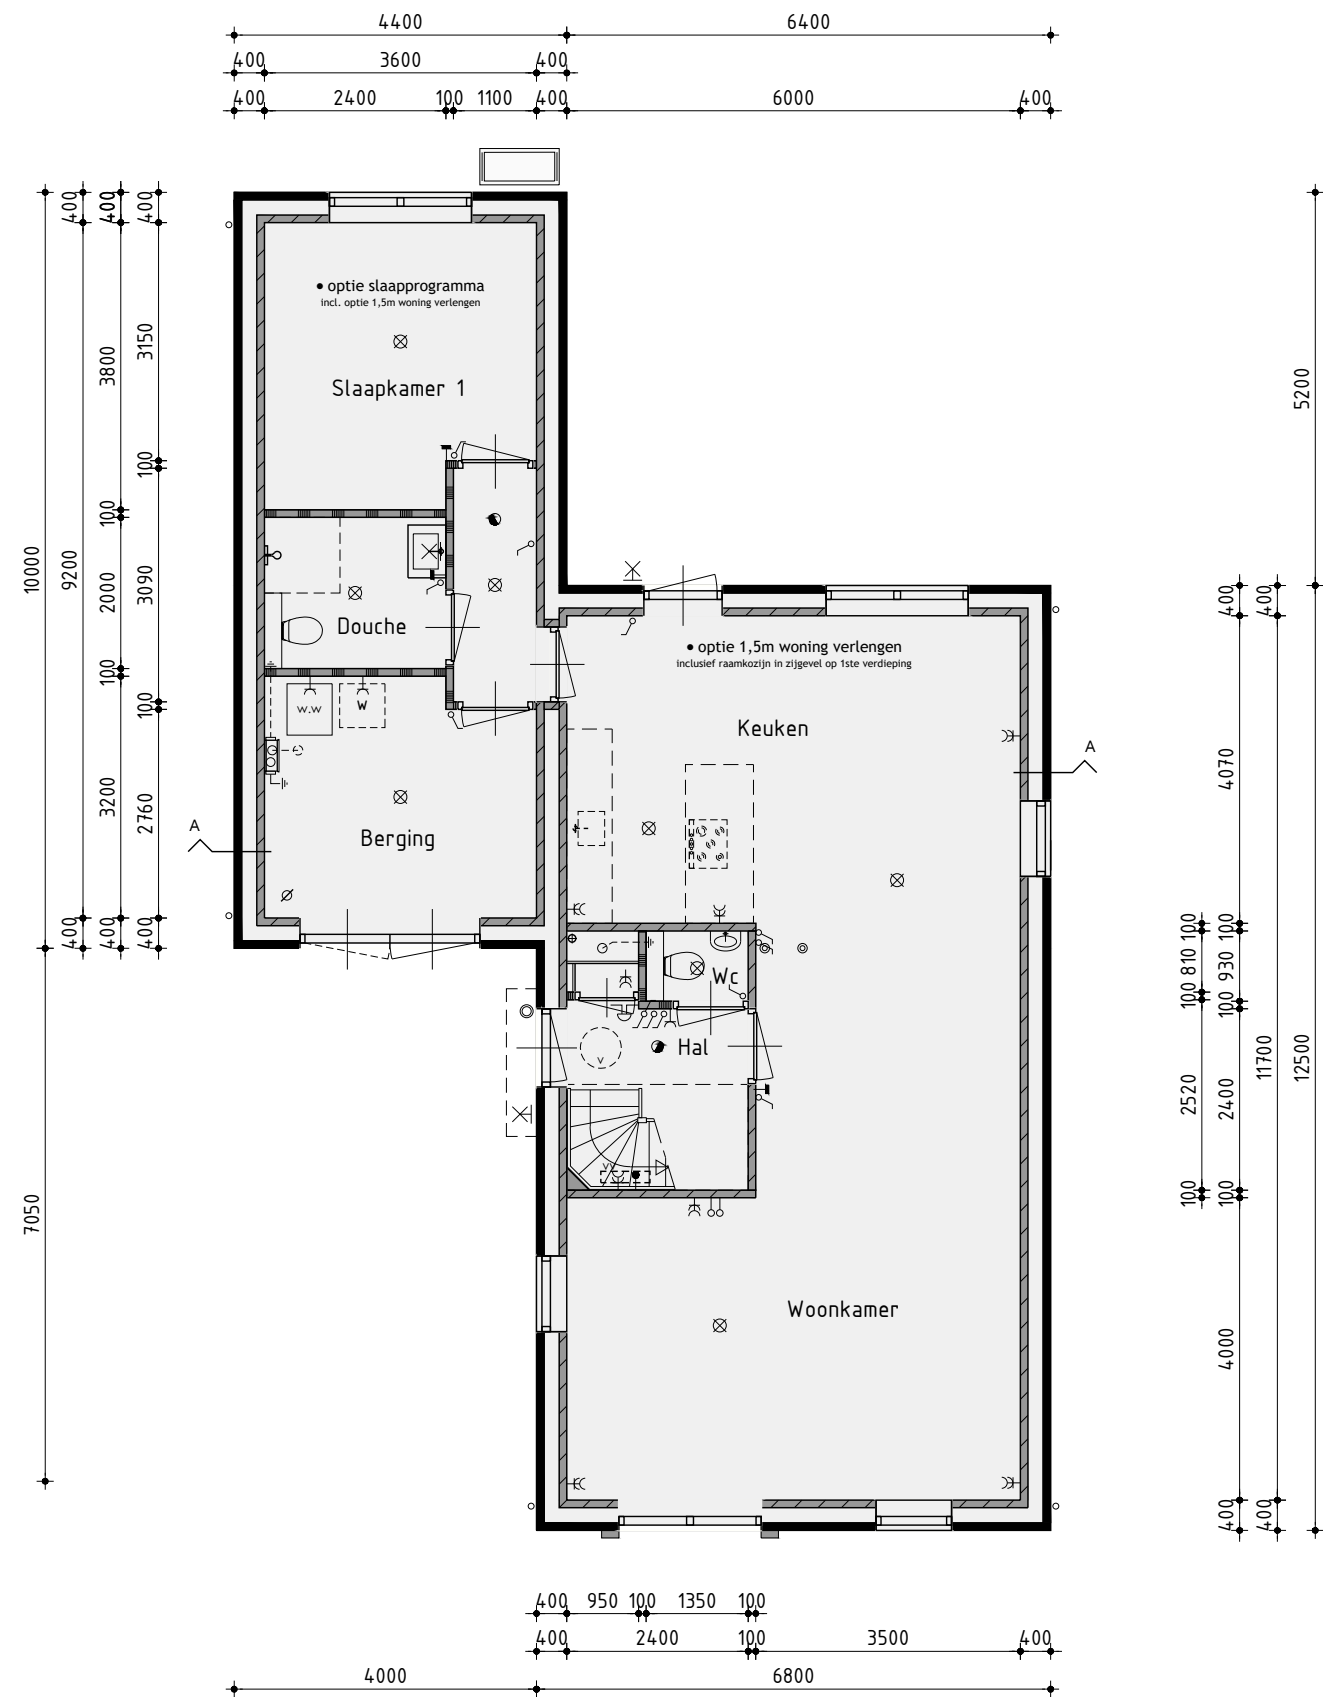 4400 6400
400 3600 400
400 2400 100 1100 400 6000 400
400 400 400 400
10000 9200 3800 3150
100 100
2000 3090
100 100
3200 2760
400 400 400
7050
• optie slaapprogramma
incl. optie 1,5m woning verlengen
Slaapkamer 1
Douche
w.w W
Berging
A
• optie 1,5m woning verlengen
inclusief raamkozijn in zijgevel op 1ste verdieping
Keuken
A
Wc
Hal
v
vv
Woonkamer
5200
400 400
4070
100 100
810 930
100 100
2520 2400 11700 12500
100 100
4000
400 400
400 950 100 1350 100
400 2400 100 3500 400
4000 6800